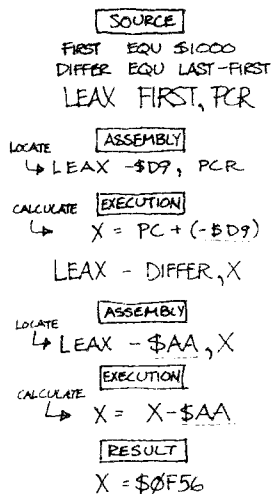 SOURCE
FIRST EQU $1000
DIFFER EQU LAST-FIRST
LEAX FIRST, PCR
ASSEMBLY
LOCATE
LEAX -$D9, PCR
CALCULATE EXECUTION
X = PC + (-$D9)
LEAX - DIFFER, X
ASSEMBLY
LOCATE
LEAX - $AA, X
EXECUTION
CALCULATE
X = X-$AA
RESULT
X = $0F56